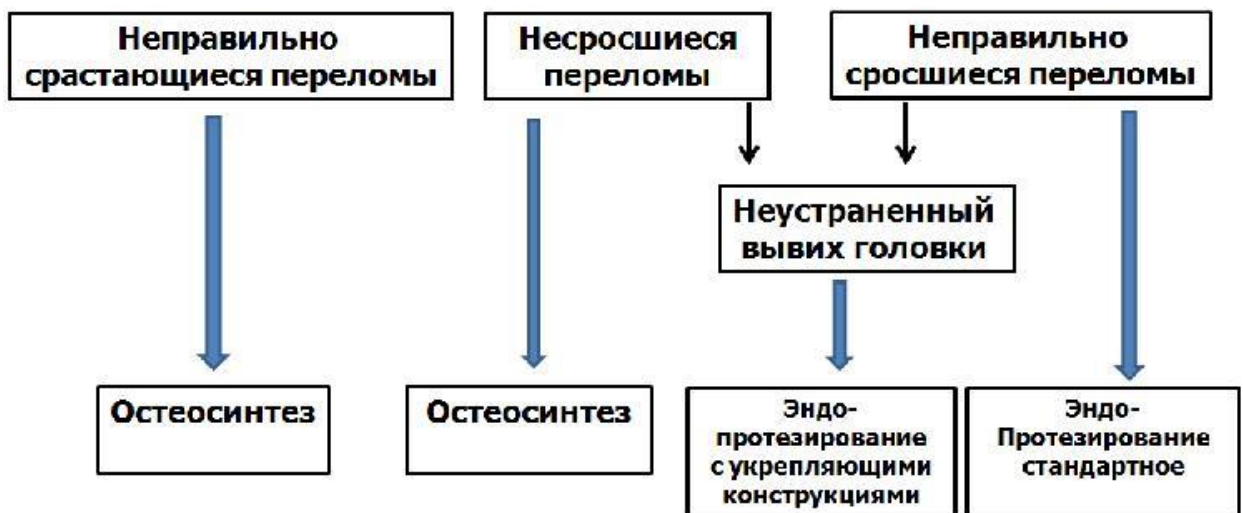 Неправильно
срастающиеся переломы
Несросшиеся
переломы
Неправильно
сросшиеся переломы
Неустраненный
вывих головки
Остеосинтез
Остеосинтез
Эндо-
протезирование
с укрепляющими
конструкциями
Эндо-
Протезирование
стандартное